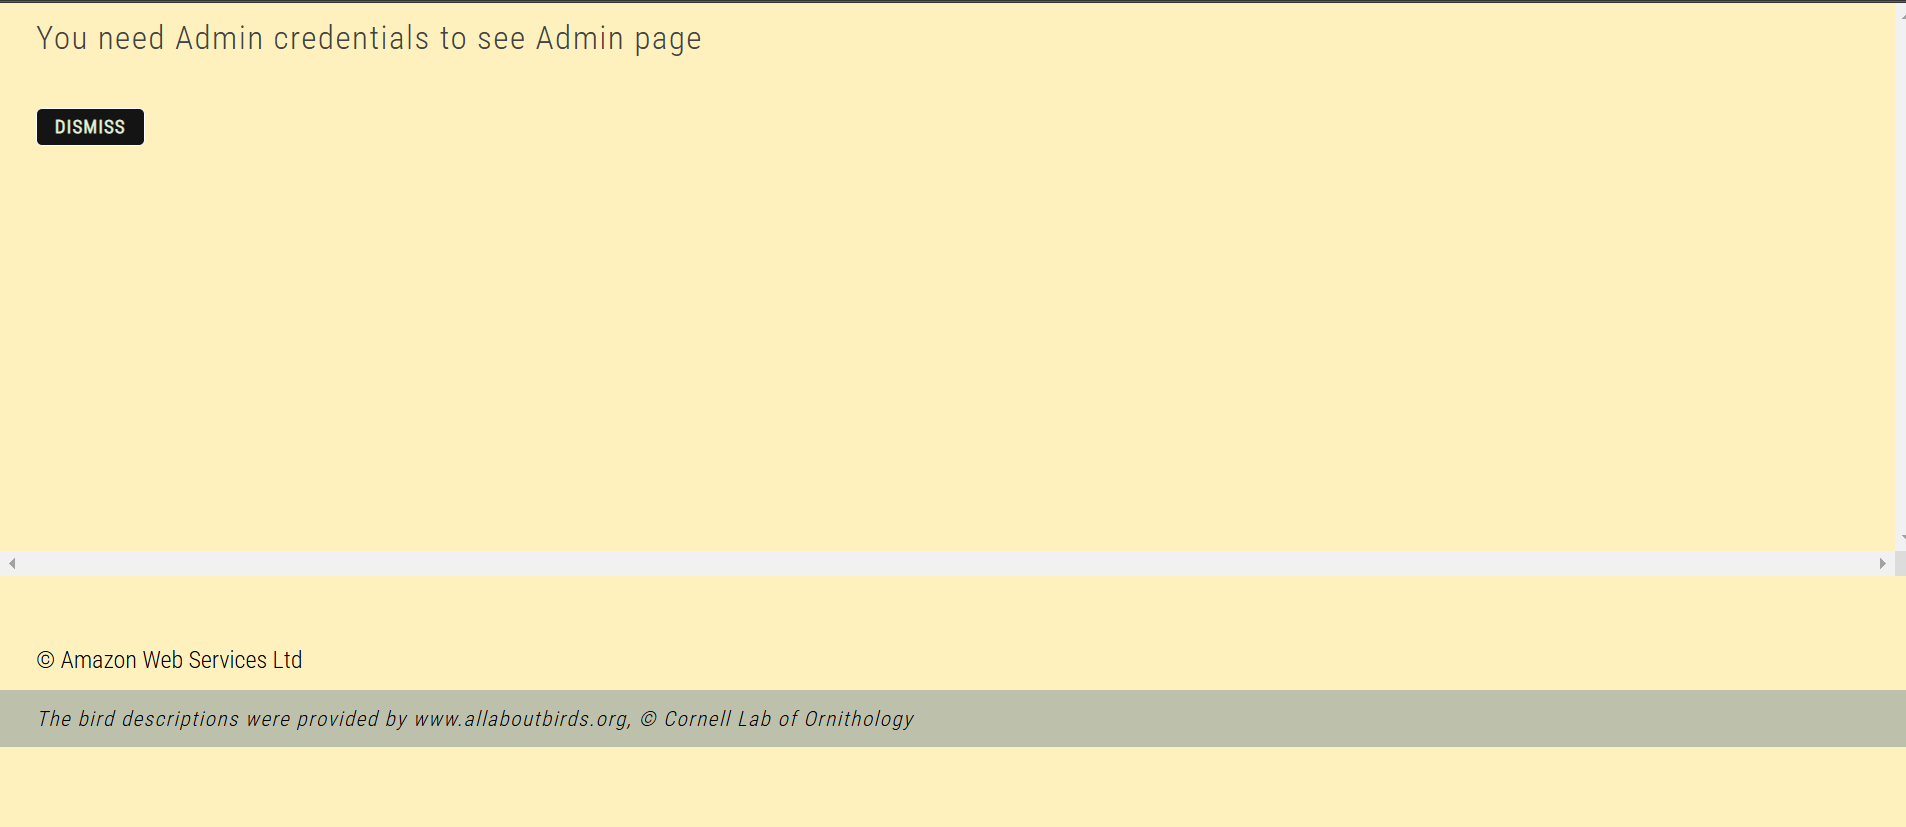 You need Admin credentials to see Admin page
DISMISS
© Amazon Web Services Ltd
The bird descriptions were provided by www.allaboutbirds.org, © Cornell Lab of Ornithology